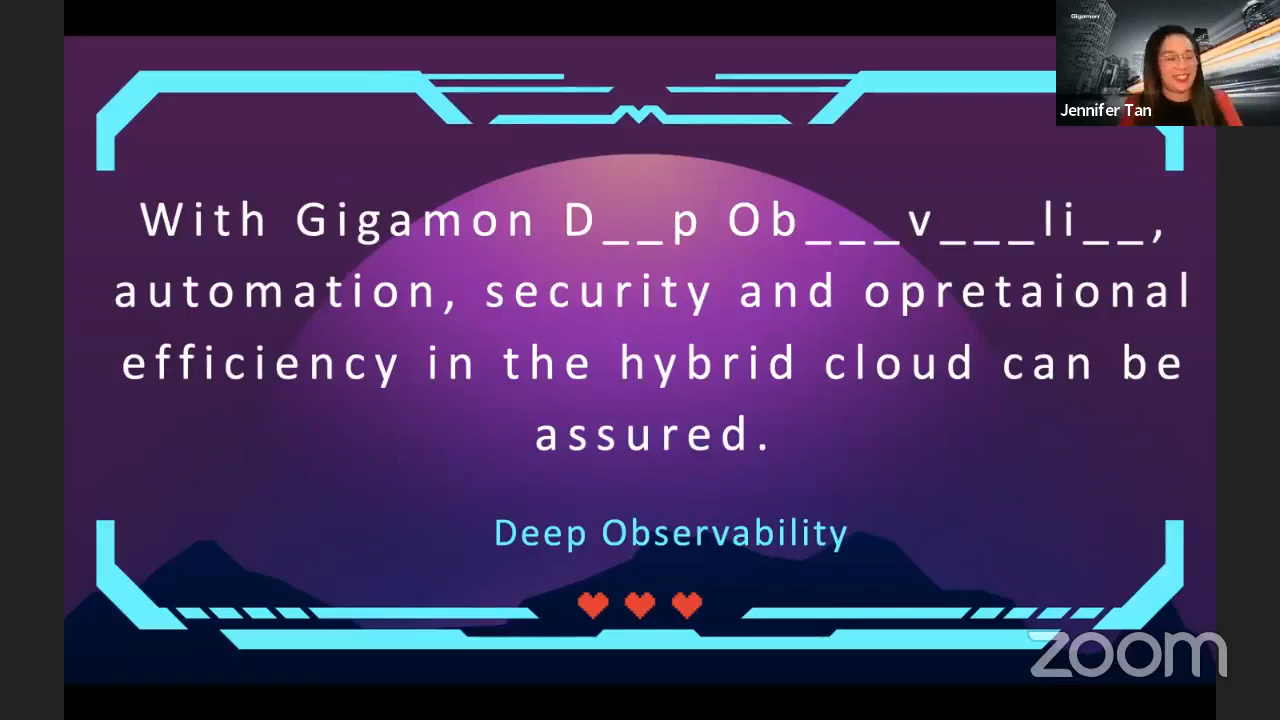 Gigamon
Jennifer Tan
With Gigamon D__p Ob___v___li__,
automation, security and opretaional
efficiency in the hybrid cloud can be
assured.
Deep Observability
zoom